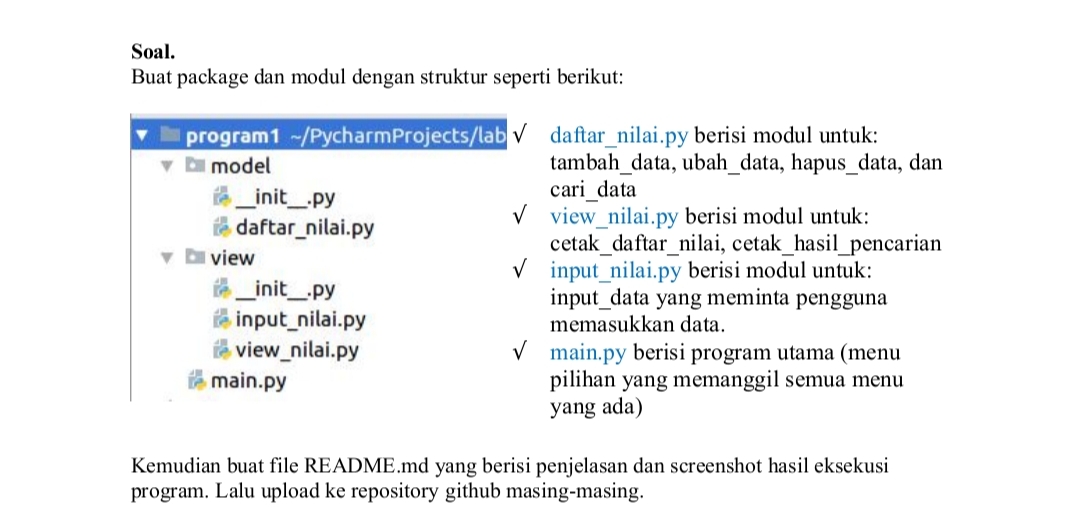 Soal.
Buat package dan modul dengan struktur seperti berikut:
program1 ~/PycharmProjects/lab
model
__init__.py
daftar_nilai.py
view
__init__.py
input_nilai.py
view_nilai.py
main.py
√ daftar_nilai.py berisi modul untuk:
tambah_data, ubah_data, hapus_data, dan
cari_data
√ view_nilai.py berisi modul untuk:
cetak_daftar_nilai, cetak_hasil_pencarian
√ input_nilai.py berisi modul untuk:
input_data yang meminta pengguna
memasukkan data.
√ main.py berisi program utama (menu
pilihan yang memanggil semua menu
yang ada)
Kemudian buat file README.md yang berisi penjelasan dan screenshot hasil eksekusi
program. Lalu upload ke repository github masing-masing.